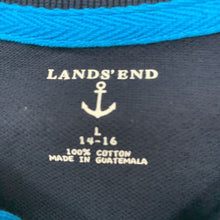 LANDS' END
L
14-16
100% COTTON
MADE IN GUATEMALA